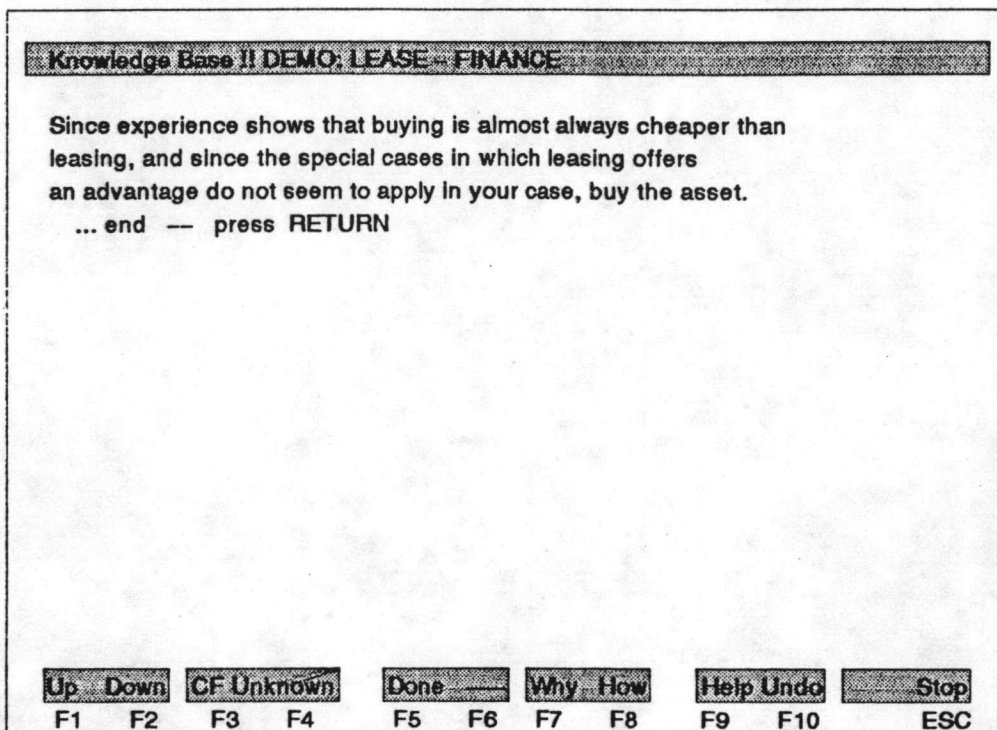 Knowledge Base !! DEMO: LEASE -- FINANCE
Since experience shows that buying is almost always cheaper than
leasing, and since the special cases in which leasing offers
an advantage do not seem to apply in your case, buy the asset.
... end -- press RETURN
Up Down CF Unknown Done ---- Why How Help Undo Stop
F1 F2 F3 F4 F5 F6 F7 F8 F9 F10 ESC